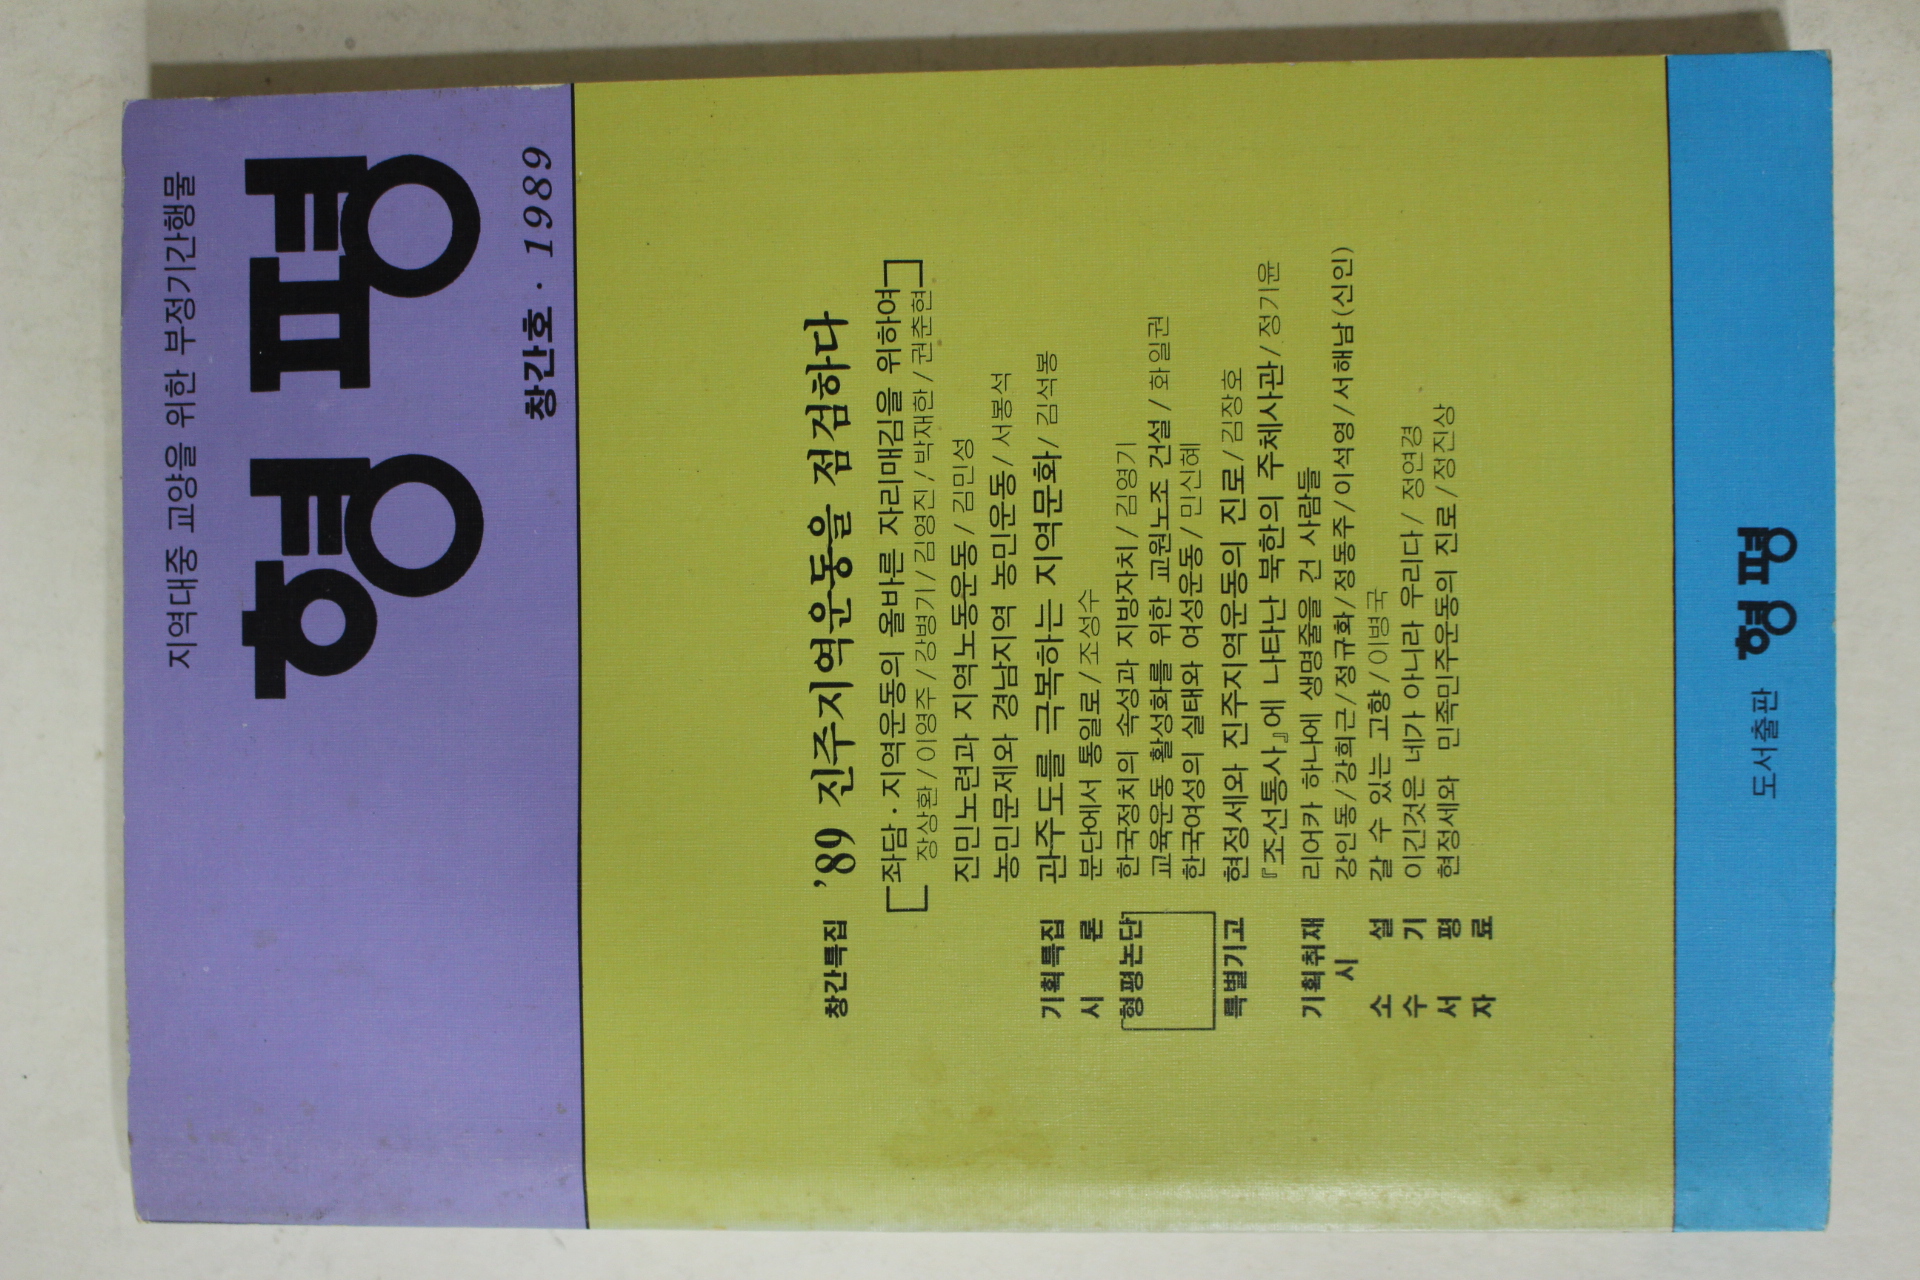 지역대중 교양을 위한 부정기간행물
형평
창간호 · 1989
창간특집 '89 진주지역운동을 점검하다
좌담 · 지역운동의 올바른 자리매김을 위하여
장상환/이영주/강병기/김영진/박재한/권춘현
진민노련과 지역노동운동/김민성
농민문제와 경남지역 농민운동/서봉석
기획특집 관주도를 극복하는 지역문화/김석봉
시 론 분단에서 통일로/조성수
형평논단 한국정치의 속성과 지방자치/김영기
교육운동 활성화를 위한 교원노조 건설/화일권
한국여성의 실태와 여성운동/민신혜
특별기고 현정세와 진주지역운동의 진로/김장호
『조선통사』에 나타난 북한의 주체사관/정기윤
기획취재 리어카 하나에 생명줄을 건 사람들
시 강인동/강희근/정규화/정동주/이석영/서해남(신인)
소 설 갈 수 있는 고향/이병국
수 기 이긴것은 네가 아니라 우리다/정연경
서 평 현정세와 민족민주운동의 진로/정진상
자 료
도서출판 형평